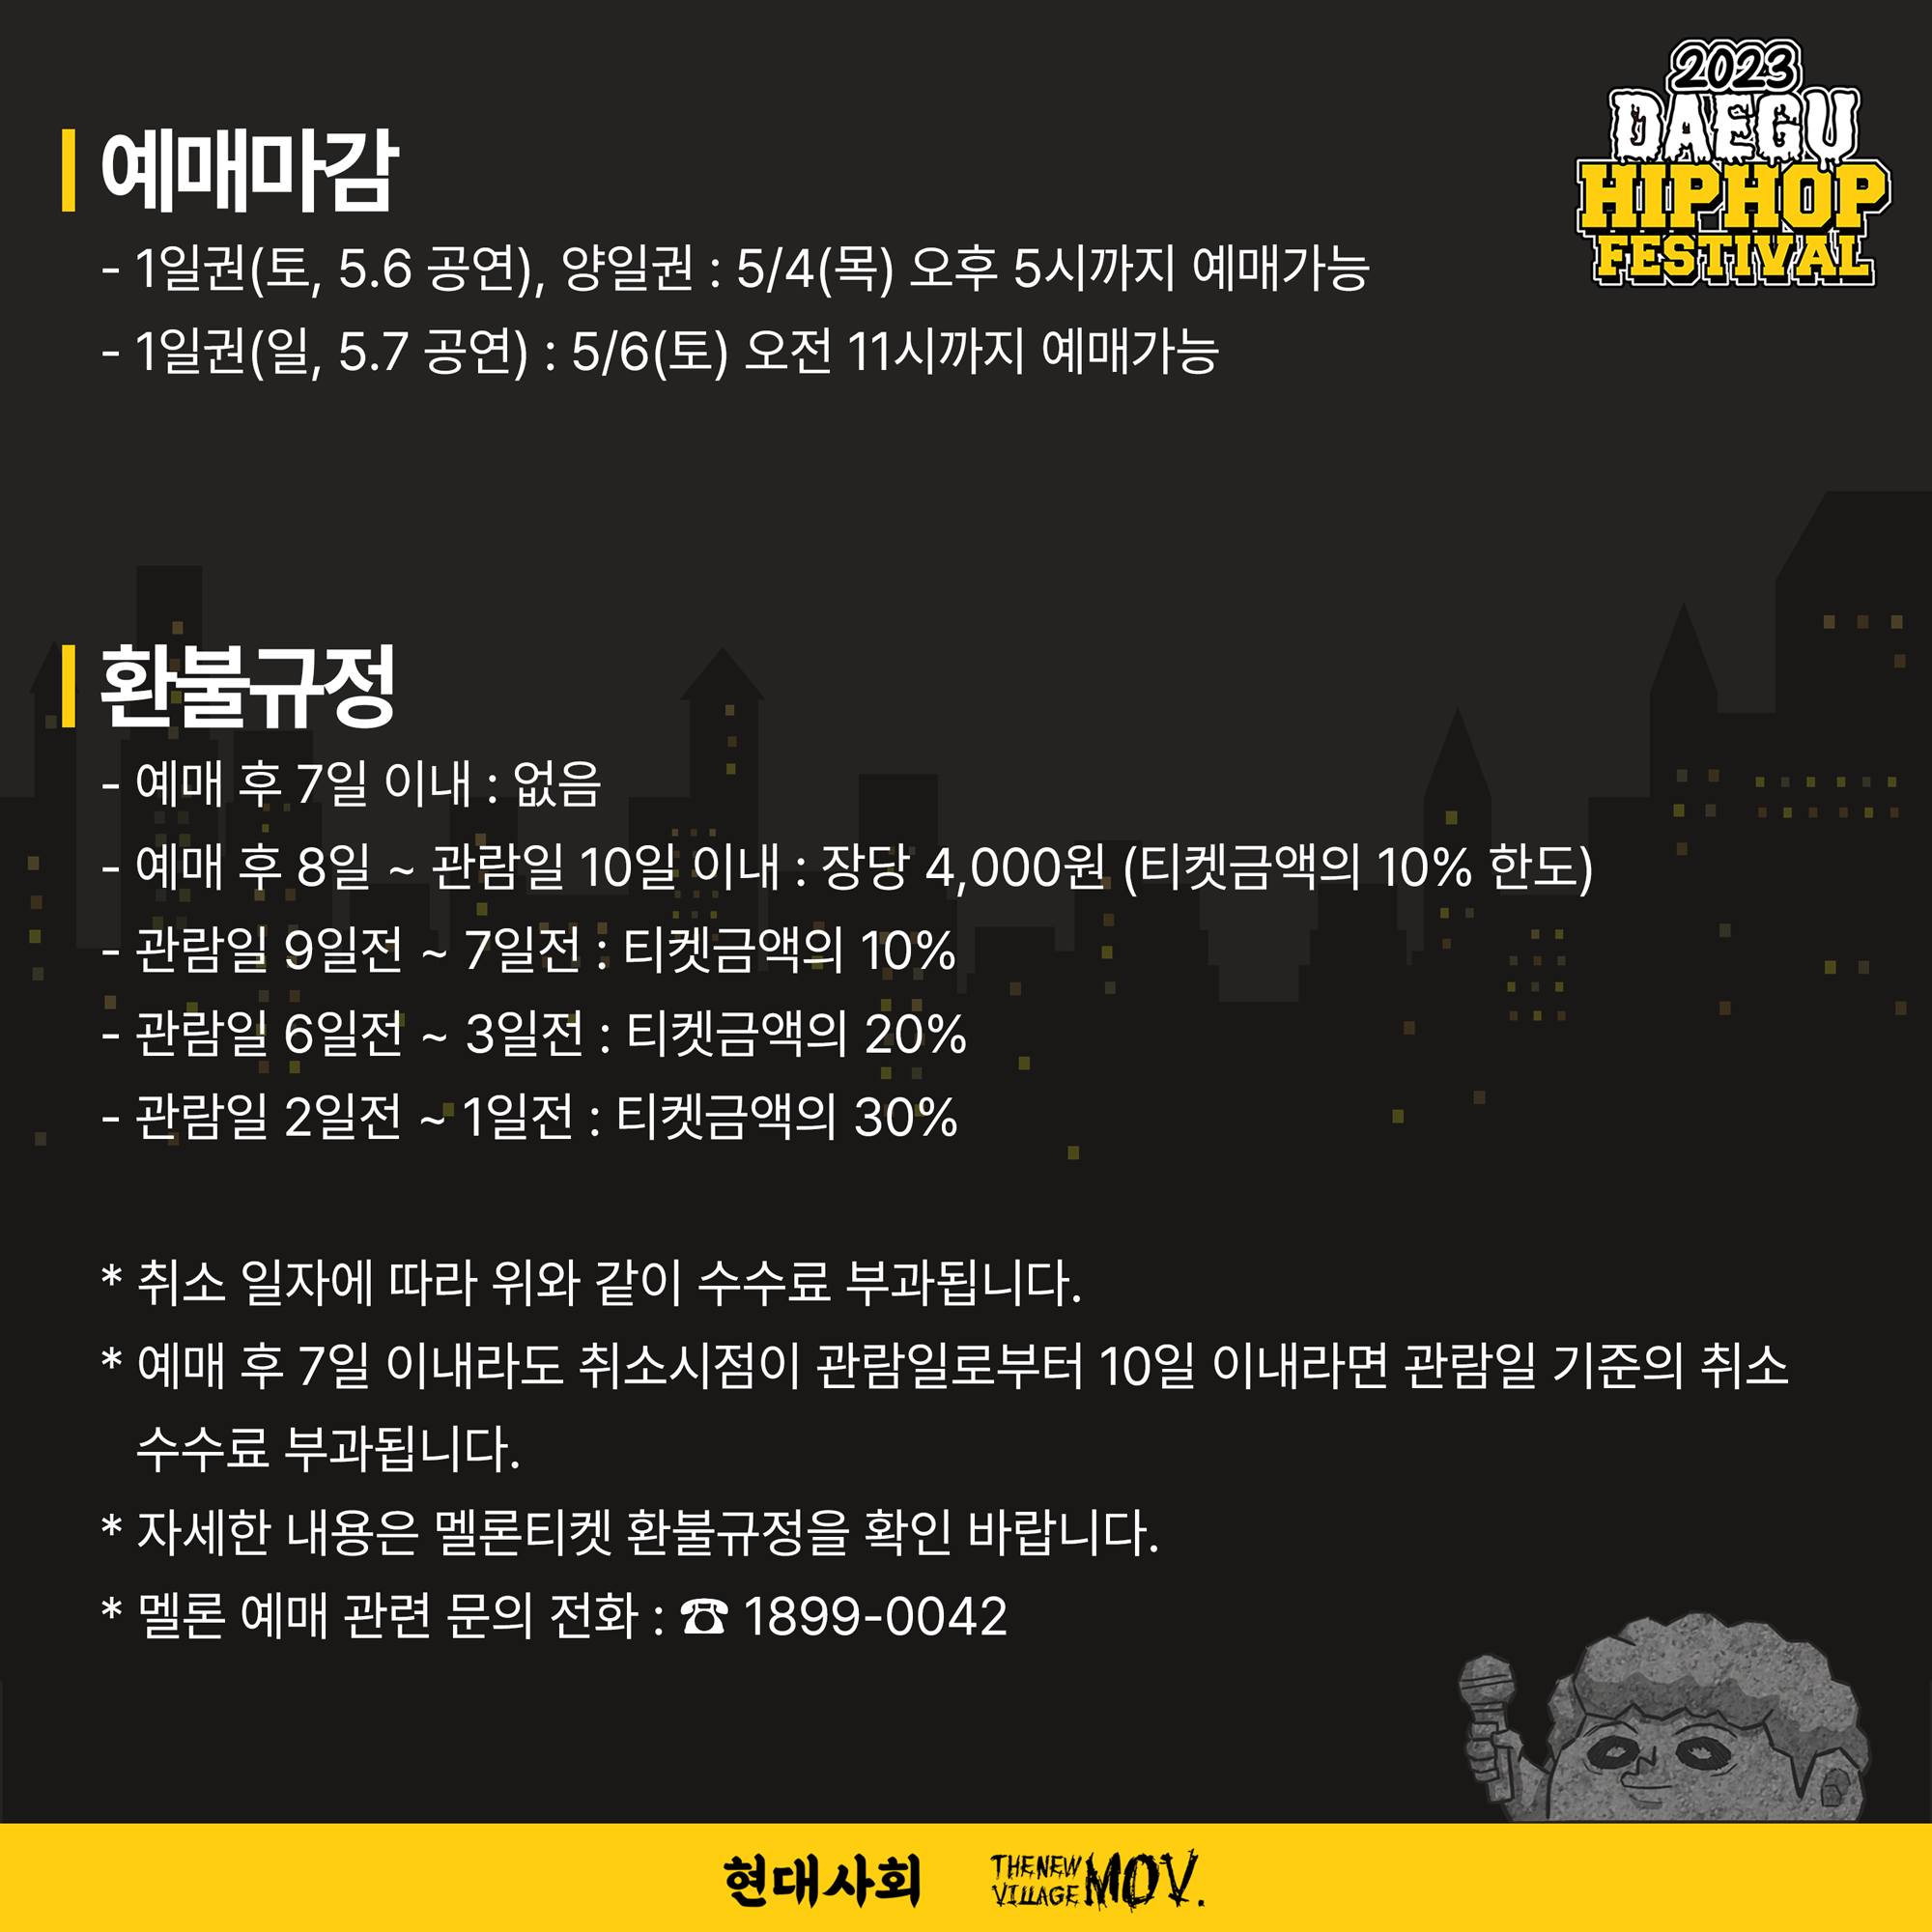 2023
DAEGU
HIPHOP
FESTIVAL
예매마감
- 1일권(토, 5.6 공연), 양일권 : 5/4(목) 오후 5시까지 예매가능
- 1일권(일, 5.7 공연) : 5/6(토) 오전 11시까지 예매가능
환불규정
- 예매 후 7일 이내 : 없음
- 예매 후 8일 ~ 관람일 10일 이내 : 장당 4,000원 (티켓금액의 10% 한도)
- 관람일 9일전 ~ 7일전 : 티켓금액의 10%
- 관람일 6일전 ~ 3일전 : 티켓금액의 20%
- 관람일 2일전 ~ 1일전 : 티켓금액의 30%
* 취소 일자에 따라 위와 같이 수수료 부과됩니다.
* 예매 후 7일 이내라도 취소시점이 관람일로부터 10일 이내라면 관람일 기준의 취소
수수료 부과됩니다.
* 자세한 내용은 멜론티켓 환불규정을 확인 바랍니다.
* 멜론 예매 관련 문의 전화 : ☎ 1899-0042
현대사회
THE NEW
VILLAGE MOV.